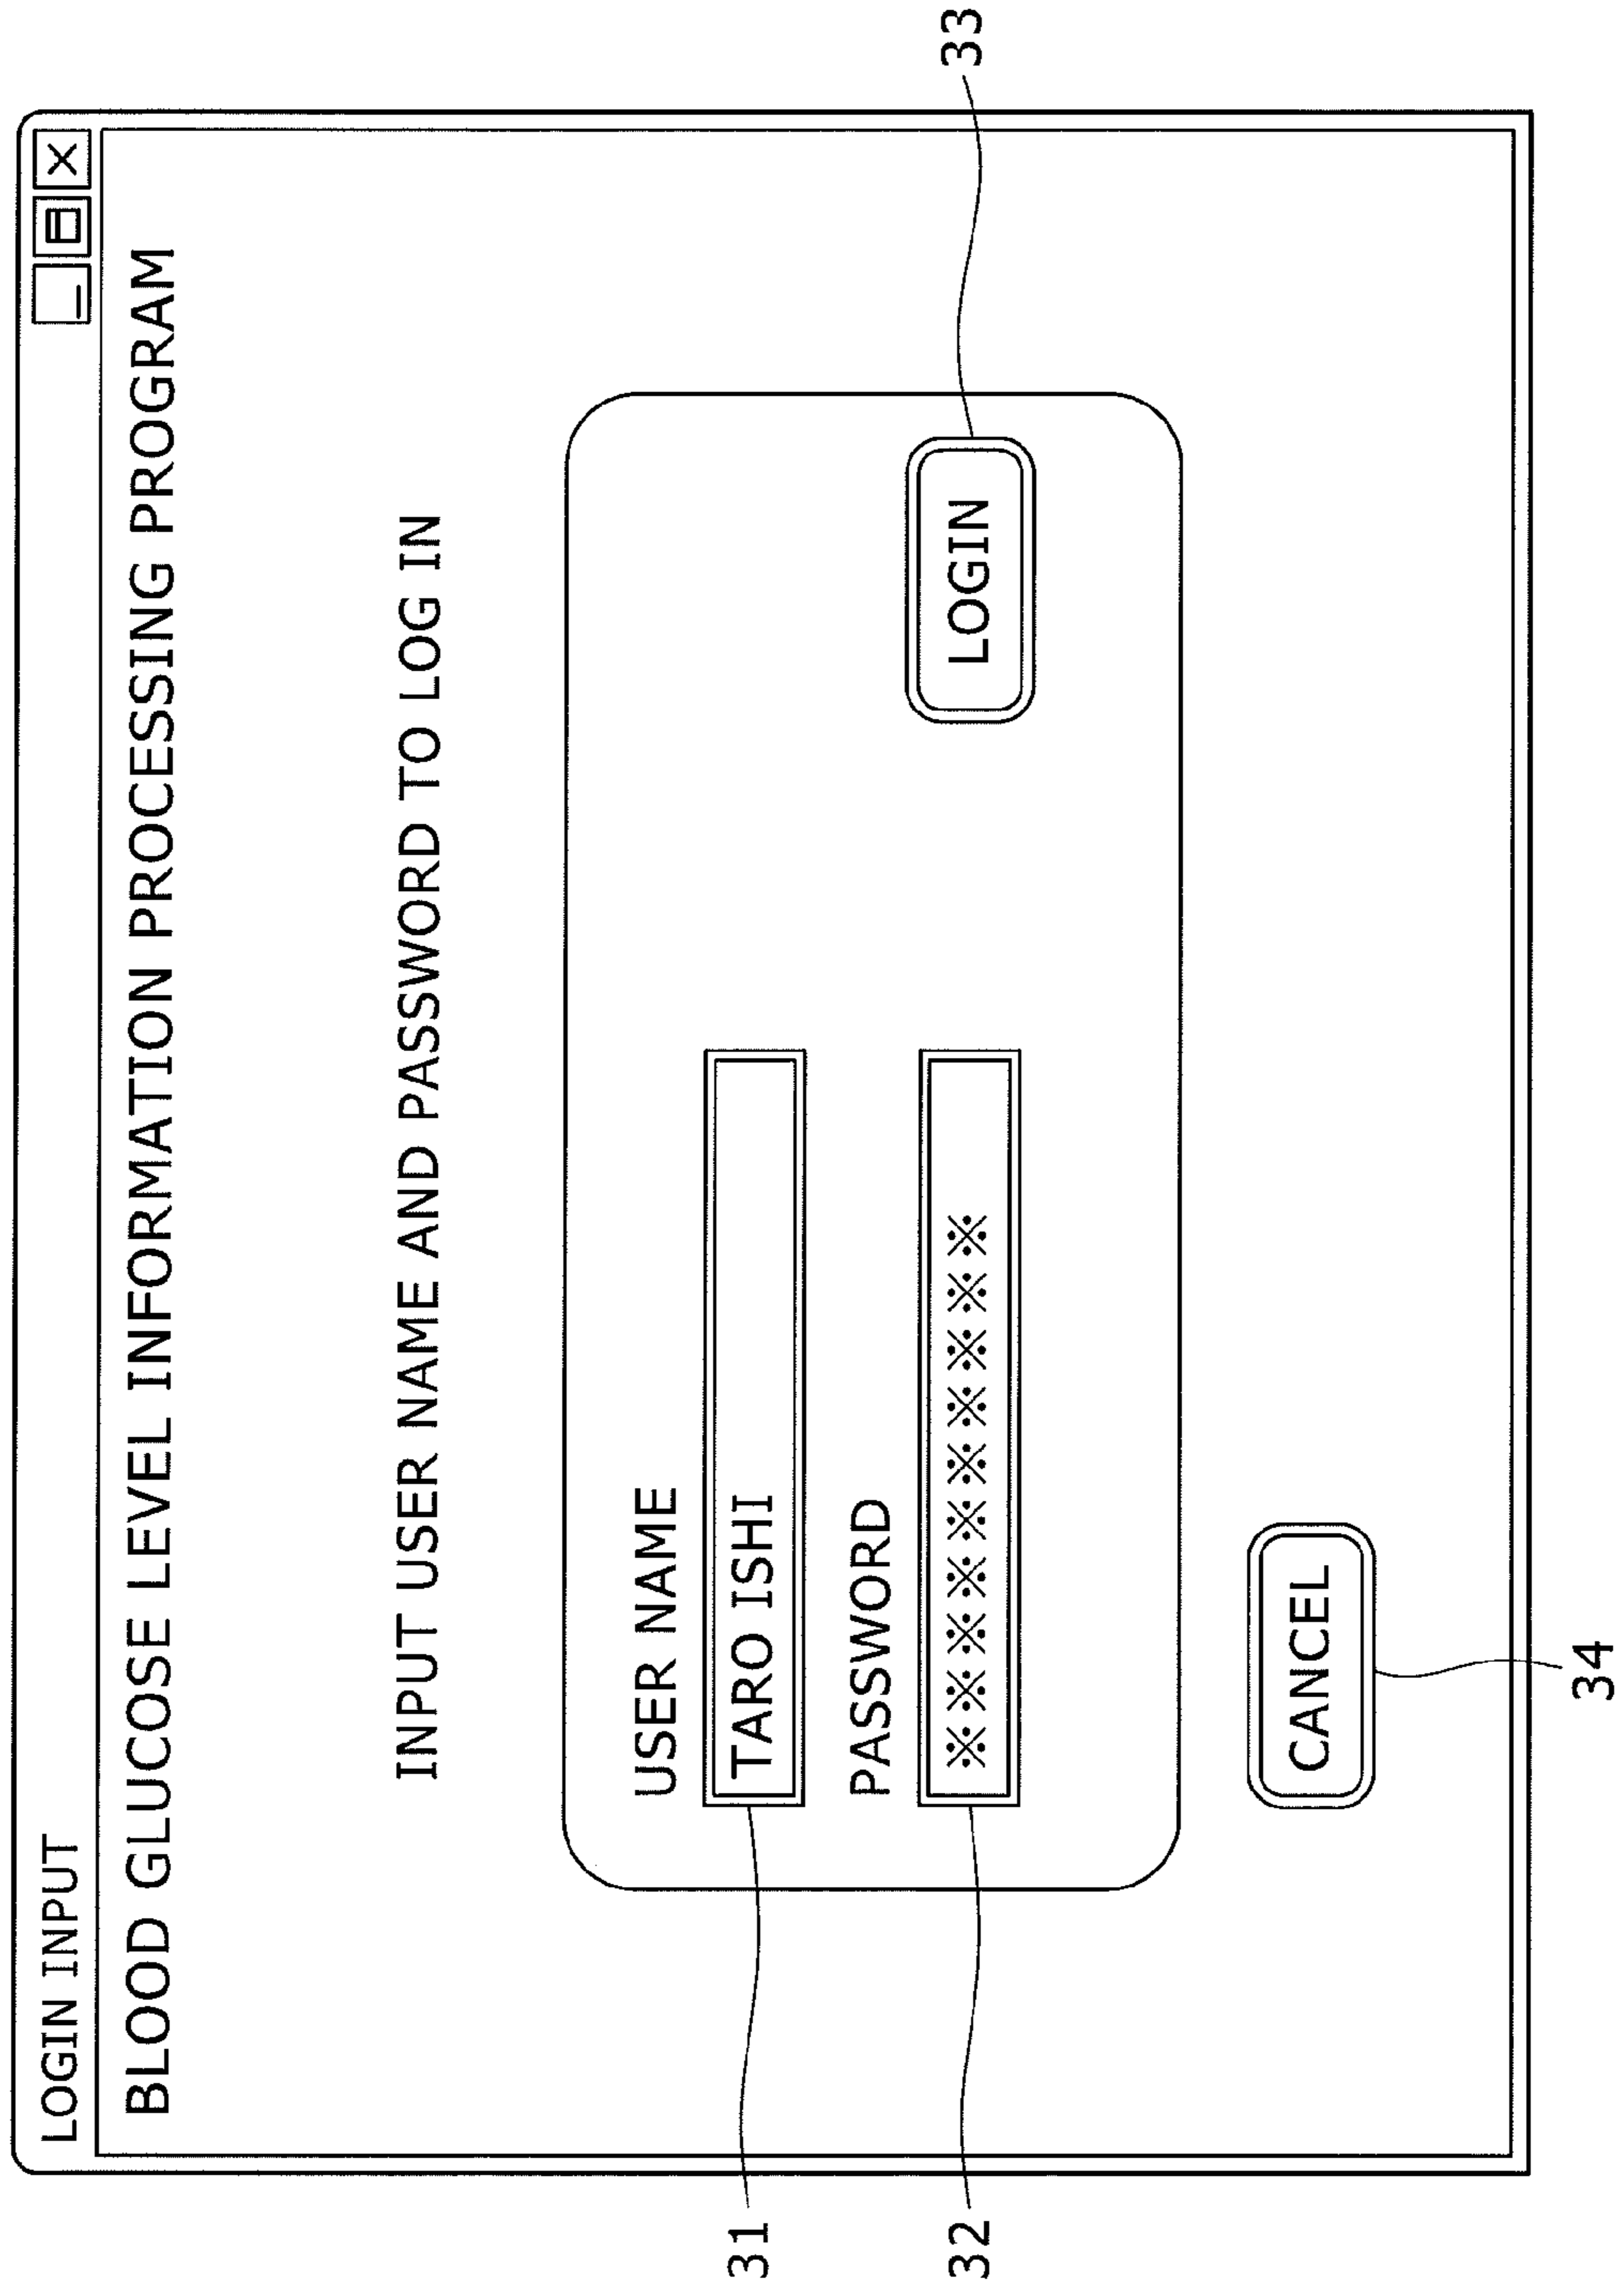 LOGIN INPUT
BLOOD GLUCOSE LEVEL INFORMATION PROCESSING PROGRAM
INPUT USER NAME AND PASSWORD TO LOG IN
USER NAME
31
TARO ISHI
PASSWORD
32
※※※※※※※※※※
LOGIN
33
CANCEL
34